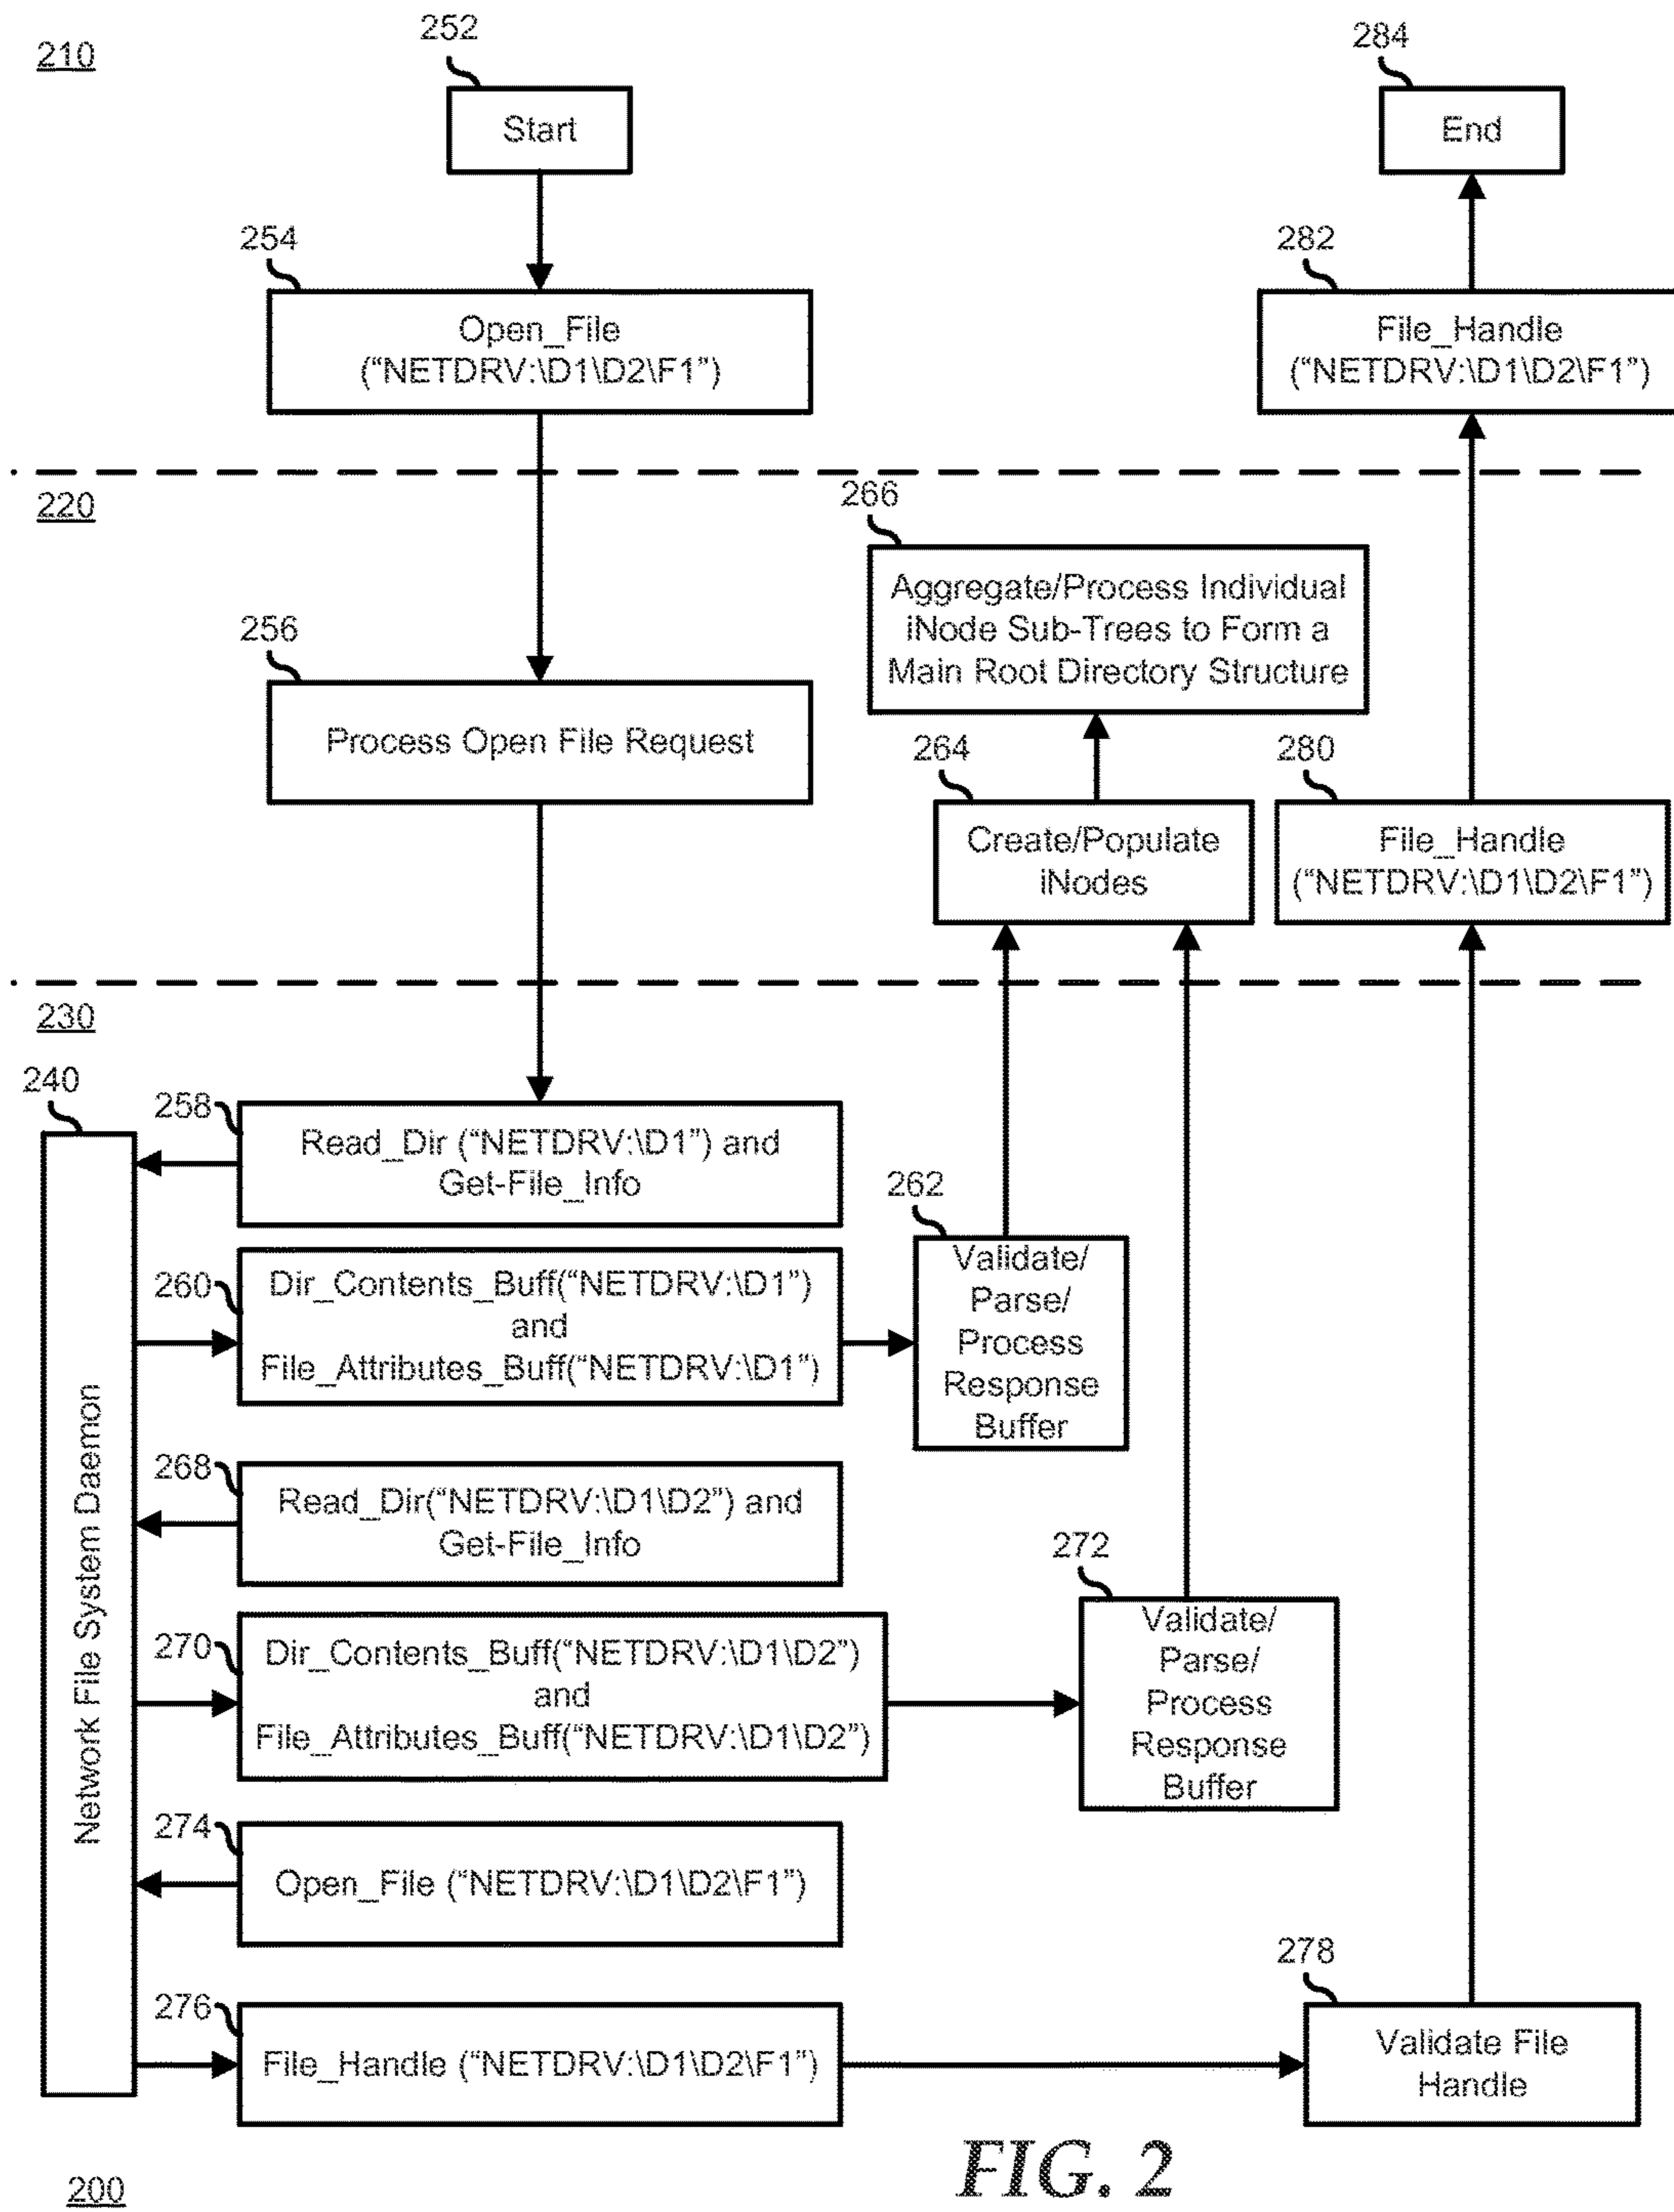 210
252
Start
284
End
254
Open_File
(“NETDRV:\D1\D2\F1”)
282
File_Handle
(“NETDRV:\D1\D2\F1”)
220
256
Process Open File Request
266
Aggregate/Process Individual
iNode Sub-Trees to Form a
Main Root Directory Structure
264
Create/Populate
iNodes
280
File_Handle
(“NETDRV:\D1\D2\F1”)
230
240
Network File System Daemon
258
Read_Dir (“NETDRV:\D1”) and
Get-File_Info
260
Dir_Contents_Buff(“NETDRV:\D1”)
and
File_Attributes_Buff(“NETDRV:\D1”)
262
Validate/
Parse/
Process
Response
Buffer
268
Read_Dir(“NETDRV:\D1\D2”) and
Get-File_Info
270
Dir_Contents_Buff(“NETDRV:\D1\D2”)
and
File_Attributes_Buff(“NETDRV:\D1\D2”)
272
Validate/
Parse/
Process
Response
Buffer
274
Open_File (“NETDRV:\D1\D2\F1”)
276
File_Handle (“NETDRV:\D1\D2\F1”)
278
Validate File
Handle
200
FIG. 2